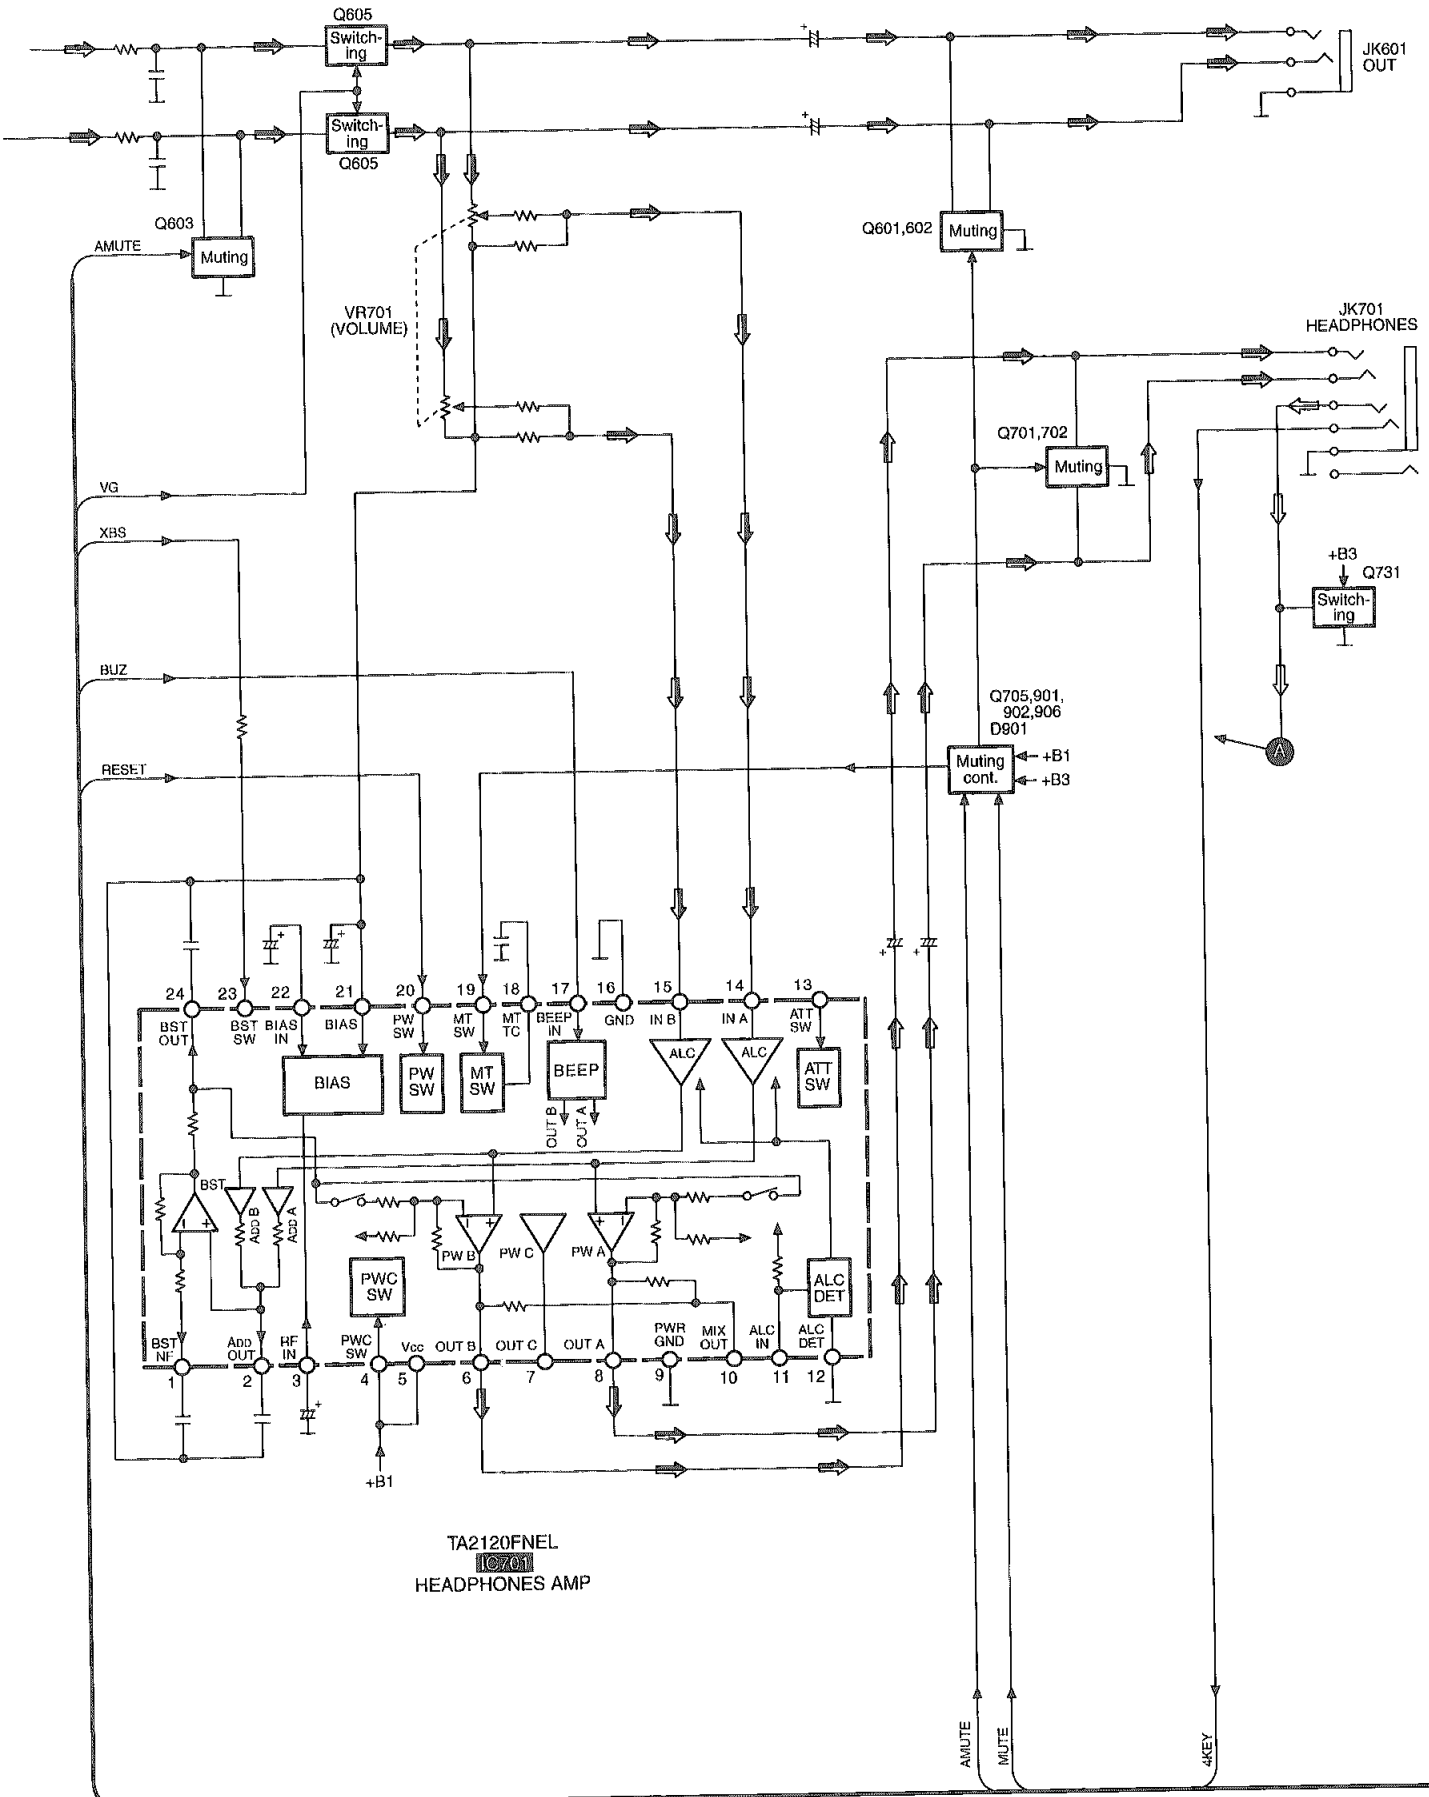 Q605
Switch-
ing
JK601
OUT
Switch-
ing
Q605
Q603
Muting
AMUTE
Q601,602
Muting
VR701
(VOLUME)
JK701
HEADPHONES
Q701,702
Muting
VG
XBS
+B3
Q731
Switch-
ing
BUZ
Q705,901,
902,906
D901
Muting
cont.
+B1
+B3
A
RESET
24
23
22
21
20
19
18
17
16
15
14
13
BST
OUT
BST
SW
BIAS
IN
BIAS
PW
SW
MT
SW
MT
TC
BEEP
IN
GND
IN B
IN A
ATT
SW
BIAS
PW
SW
MT
SW
BEEP
ALC
ALC
ATT
SW
OUT B
OUT A
BST
ADD B
ADD A
PW B
PW C
PW A
PWC
SW
ALC
DET
BST
NF
ADD
OUT
RF
IN
PWC
SW
Vcc
OUT B
OUT C
OUT A
PWR
GND
MIX
OUT
ALC
IN
ALC
DET
1
2
3
4
5
6
7
8
9
10
11
12
+B1
TA2120FNEL
IC701
HEADPHONES AMP
AMUTE
MUTE
4KEY